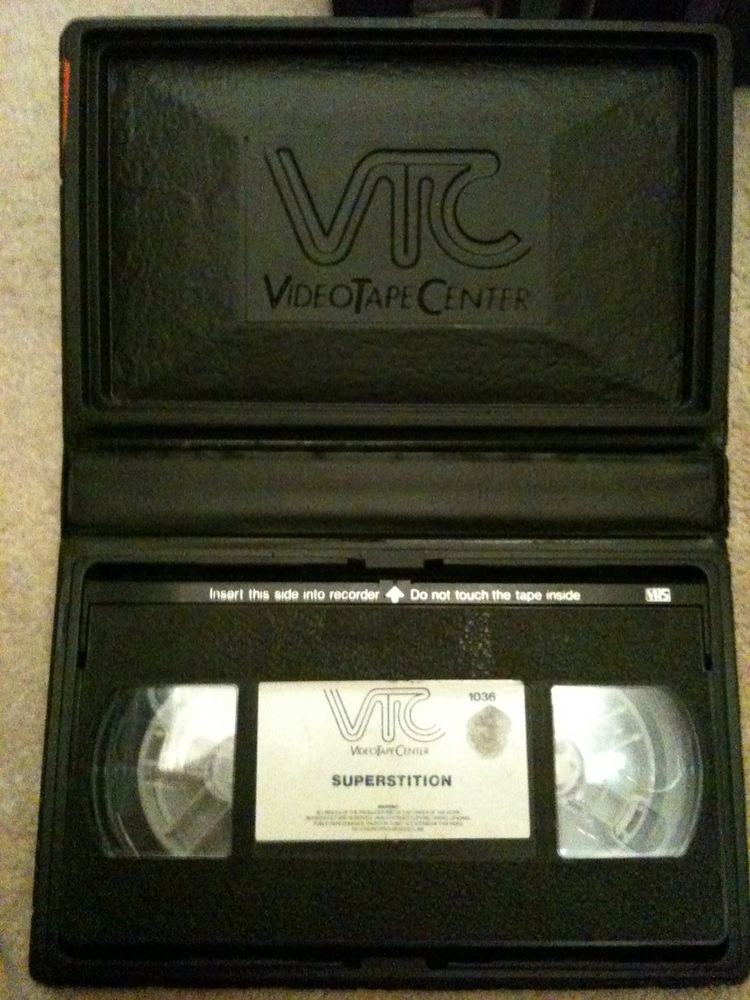 VTC
VIDEOTAPECENTER
Insert this side into recorder Do not touch the tape inside VHS
VTC 1036
VIDEOTAPECENTER
SUPERSTITION
WARNING